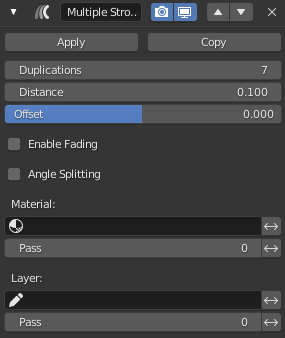 Multiple Stro..
Apply Copy
Duplications 7
Distance 0.100
Offset 0.000
Enable Fading
Angle Splitting
Material:
Pass 0
Layer:
Pass 0